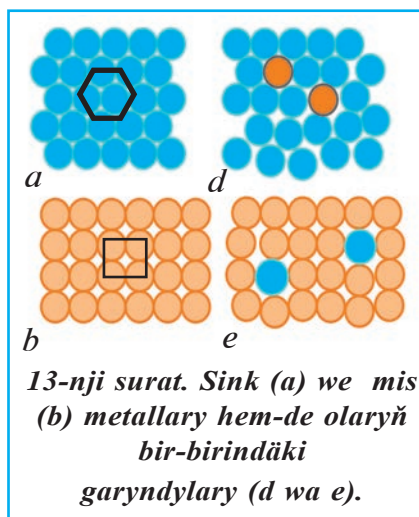 a
d
b
e
13-nji surat. Sink (a) we mis
(b) metallary hem-de olaryň
bir-birindäki
garyndylary (d wa e).